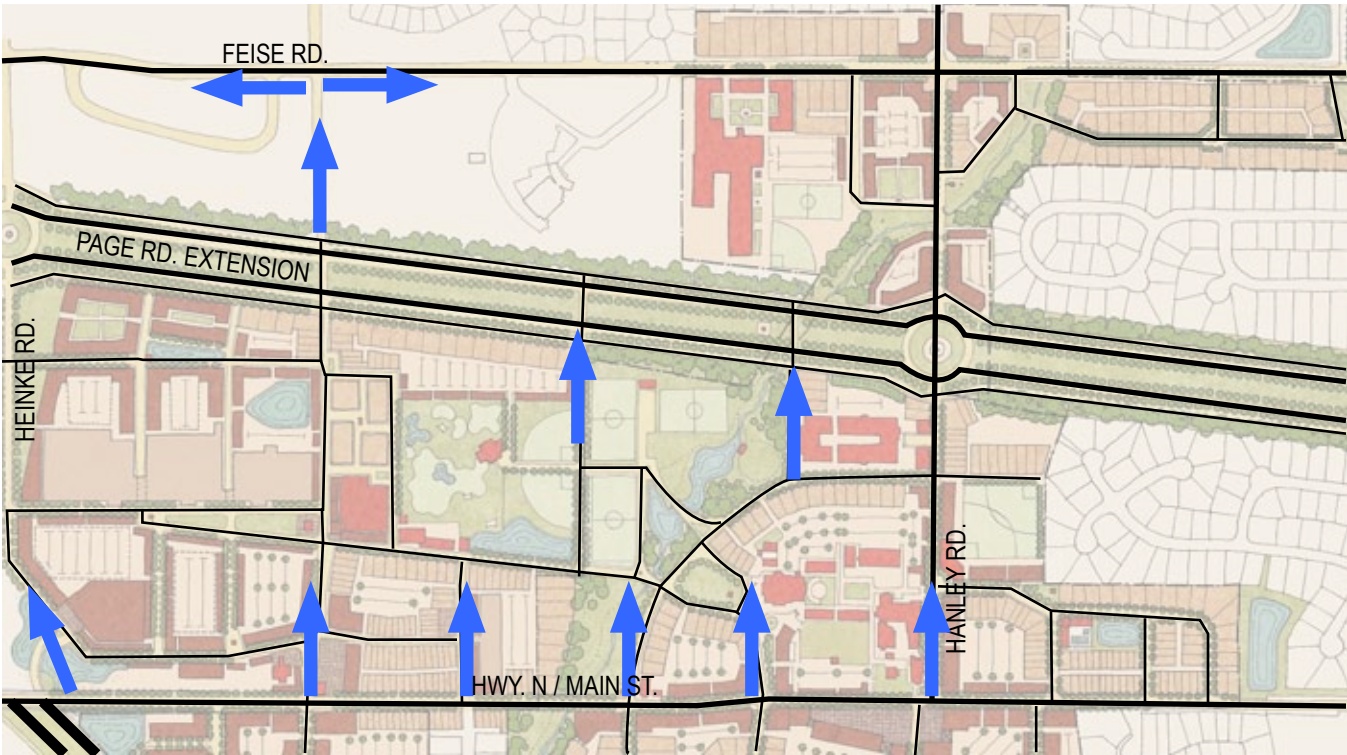 FEISE RD.
PAGE RD. EXTENSION
HEINKE RD.
HANLEY RD.
HWY. N / MAIN ST.